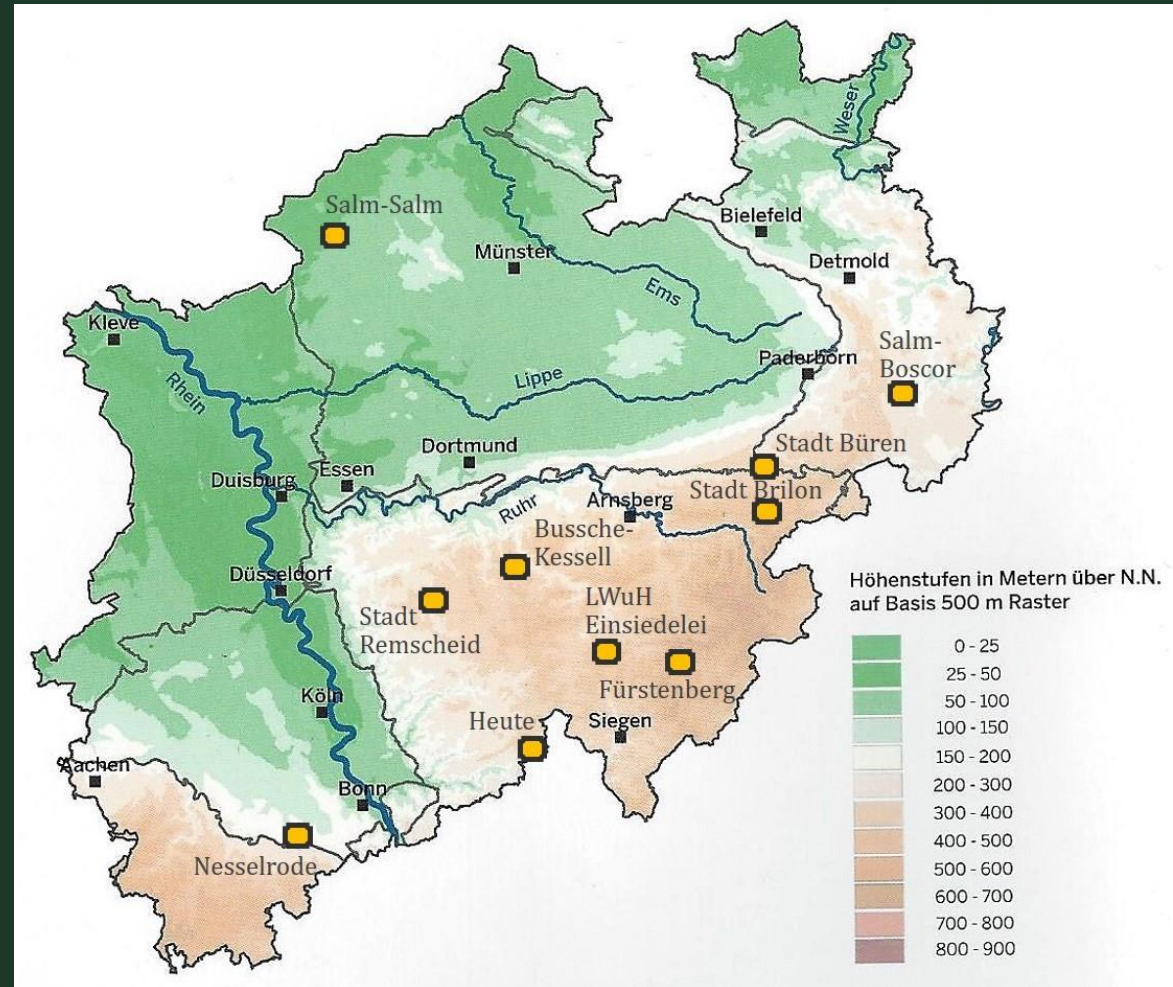 Weser
Salm-Salm
Bielefeld
Münster
Detmold
Ems
Kleve
Salm-
Boscor
Paderborn
Rhein
Lippe
Stadt Büren
Dortmund
Essen
Duisburg
Stadt Brilon
Ruhr
Arnsberg
Bussche-
Kessell
Düsseldorf
Höhenstufen in Metern über N.N.
auf Basis 500 m Raster
LWuH
Einsiedelei
Stadt
Remscheid
0 - 25
25 - 50
50 - 100
100 - 150
150 - 200
200 - 300
300 - 400
400 - 500
500 - 600
600 - 700
700 - 800
800 - 900
Fürstenberg
Köln
Heute
Siegen
Aachen
Bonn
Nesselrode